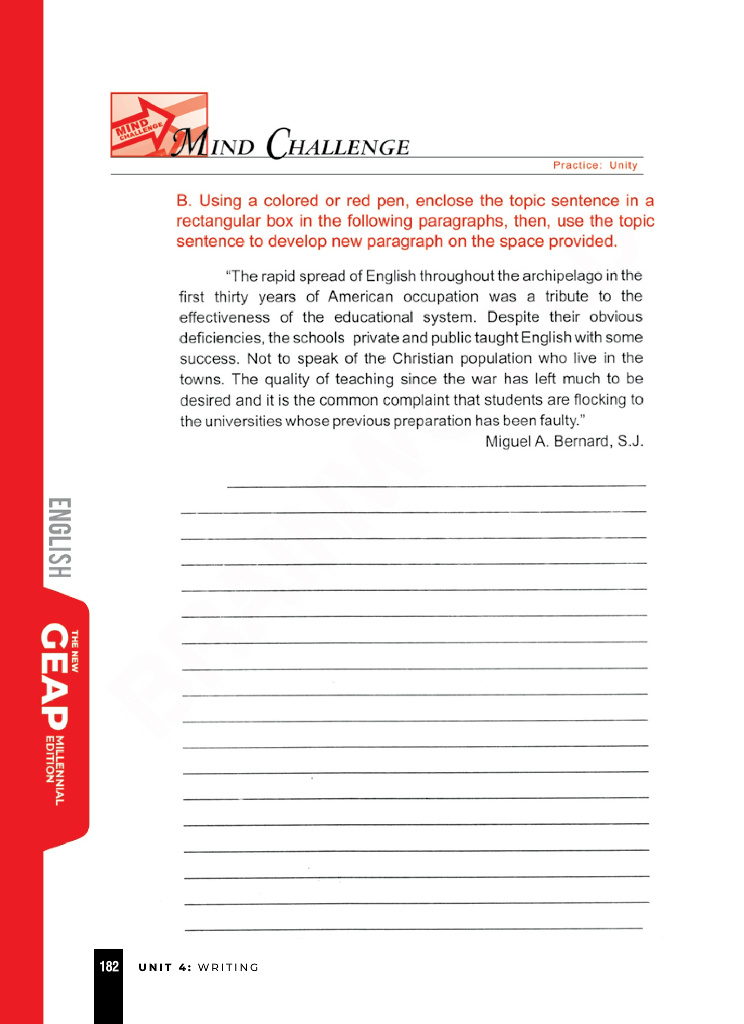 MIND CHALLENGE
MIND CHALLENGE
Practice: Unity
B. Using a colored or red pen, enclose the topic sentence in a
rectangular box in the following paragraphs, then, use the topic
sentence to develop new paragraph on the space provided.
“The rapid spread of English throughout the archipelago in the
first thirty years of American occupation was a tribute to the
effectiveness of the educational system. Despite their obvious
deficiencies, the schools private and public taught English with some
success. Not to speak of the Christian population who live in the
towns. The quality of teaching since the war has left much to be
desired and it is the common complaint that students are flocking to
the universities whose previous preparation has been faulty.”
Miguel A. Bernard, S.J.
ENGLISH
THE NEW
GEAP
MILLENNIAL
EDITION
182 UNIT 4: WRITING